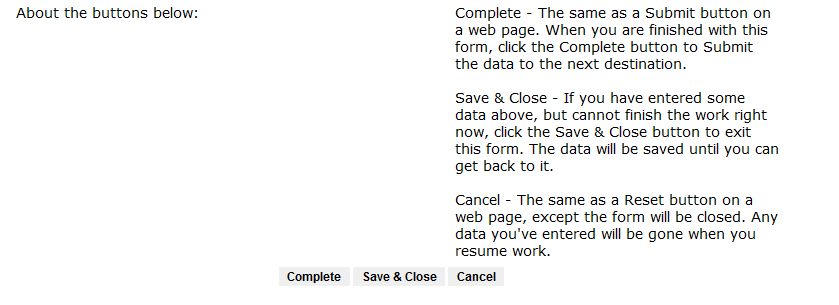 About the buttons below:
Complete - The same as a Submit button on
a web page. When you are finished with this
form, click the Complete button to Submit
the data to the next destination.
Save & Close - If you have entered some
data above, but cannot finish the work right
now, click the Save & Close button to exit
this form. The data will be saved until you can
get back to it.
Cancel - The same as a Reset button on a
web page, except the form will be closed. Any
data you've entered will be gone when you
resume work.
Complete Save & Close Cancel